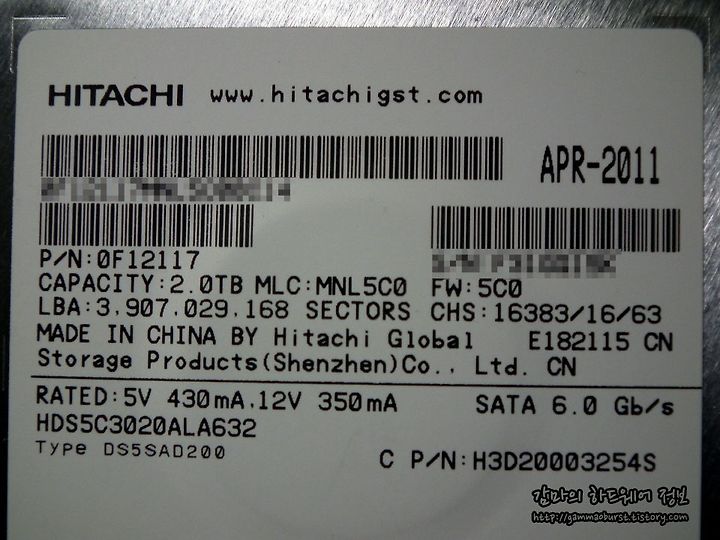 HITACHI www.hitachigst.com
APR-2011
P/N:0F12117
CAPACITY:2.0TB MLC:MNL5C0 FW:5C0
LBA:3,907,029,168 SECTORS CHS:16383/16/63
MADE IN CHINA BY Hitachi Global E182115 CN
Storage Products(Shenzhen)Co., Ltd. CN
RATED:5V 430mA,12V 350mA SATA 6.0 Gb/s
HDS5C3020ALA632
Type DS5SAD200
C P/N:H3D20003254S
감마의 하드웨어 정보
http://gammaoburst.tistory.com/